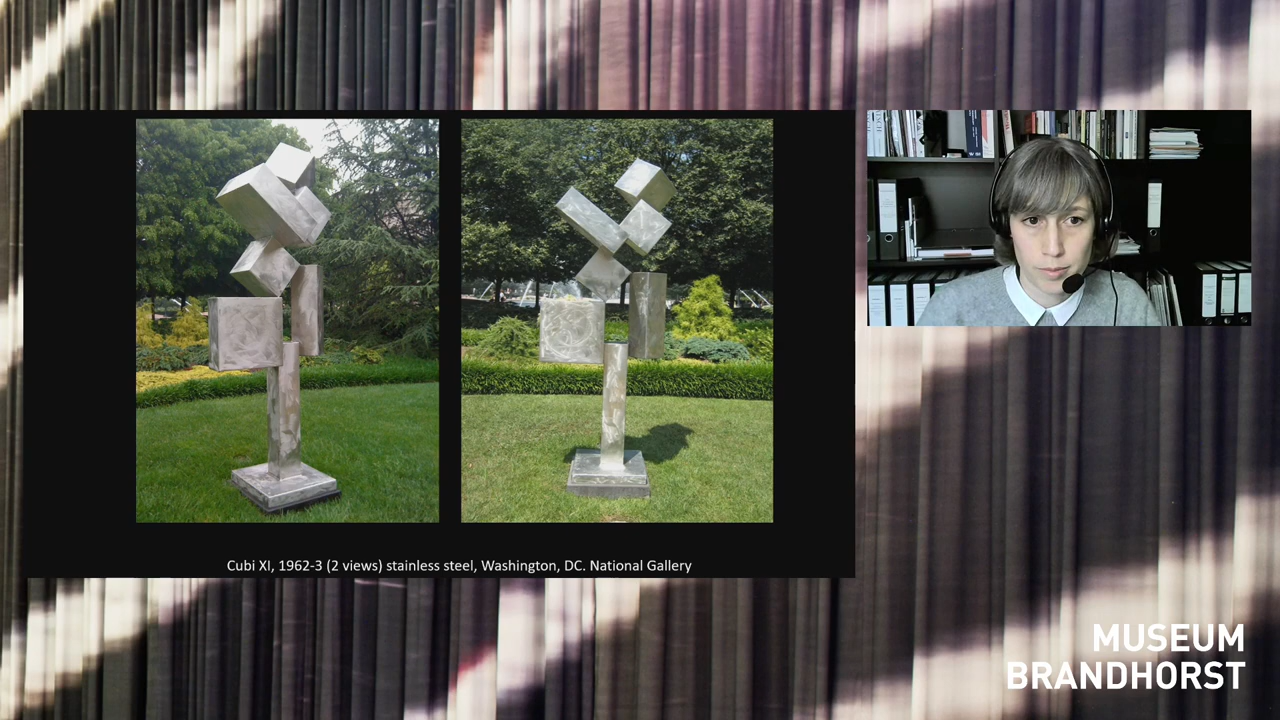 Cubi XI, 1962-3 (2 views) stainless steel, Washington, DC. National Gallery
MUSEUM
BRANDHORST